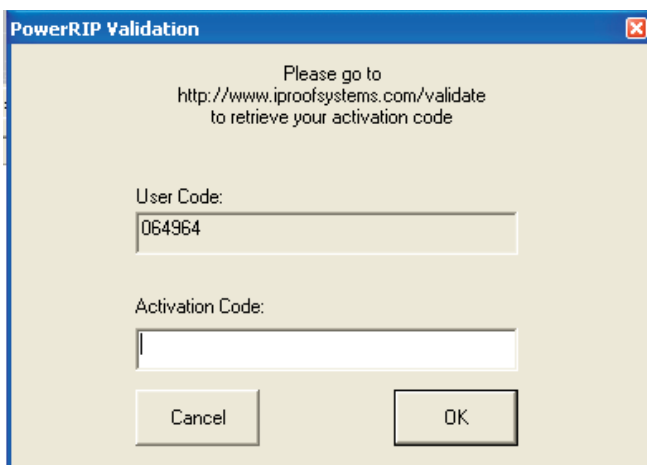 PowerRIP Validation
Please go to
http://www.iproofsystems.com/validate
to retrieve your activation code
User Code:
064964
Activation Code:
Cancel
OK